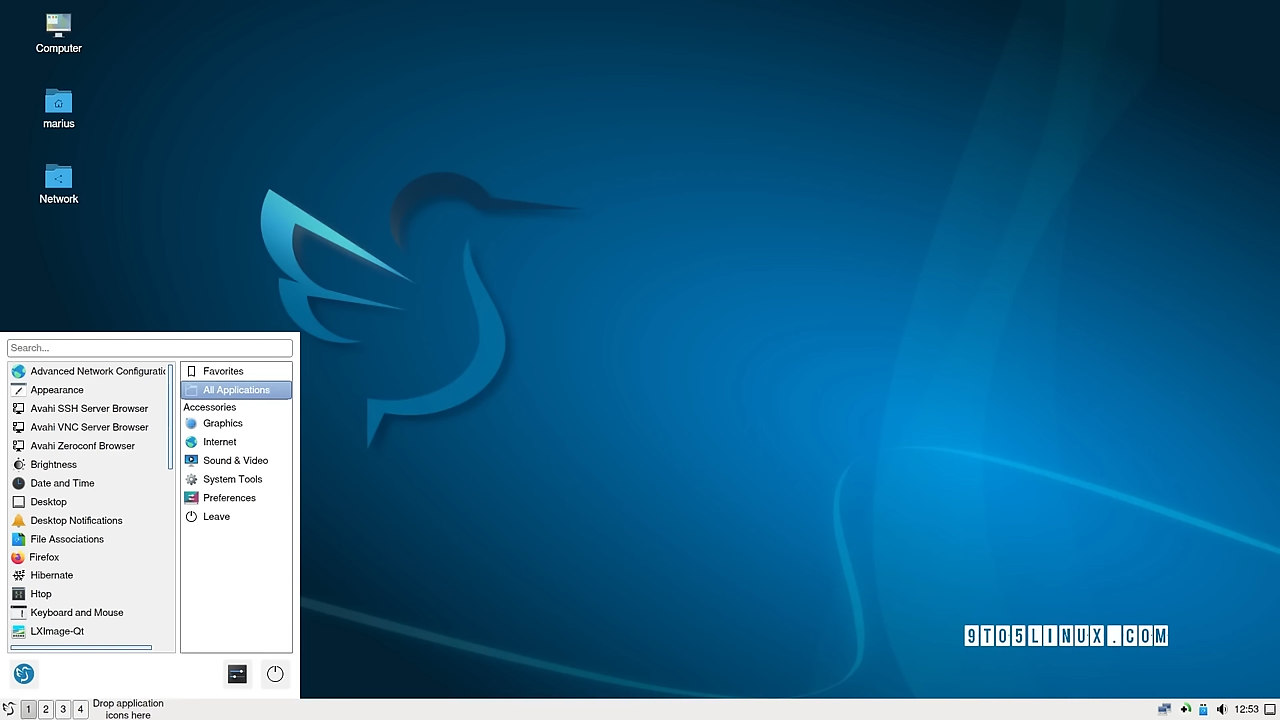 Computer
marius
Network
Search...
Advanced Network Configuratic
Appearance
Avahi SSH Server Browser
Avahi VNC Server Browser
Avahi Zeroconf Browser
Brightness
Date and Time
Desktop
Desktop Notifications
File Associations
Firefox
Hibernate
Htop
Keyboard and Mouse
LXImage-Qt
Favorites
All Applications
Accessories
Graphics
Internet
Sound & Video
System Tools
Preferences
Leave
9TO5LINUX.COM
1 2 3 4
Drop application
icons here
12:53